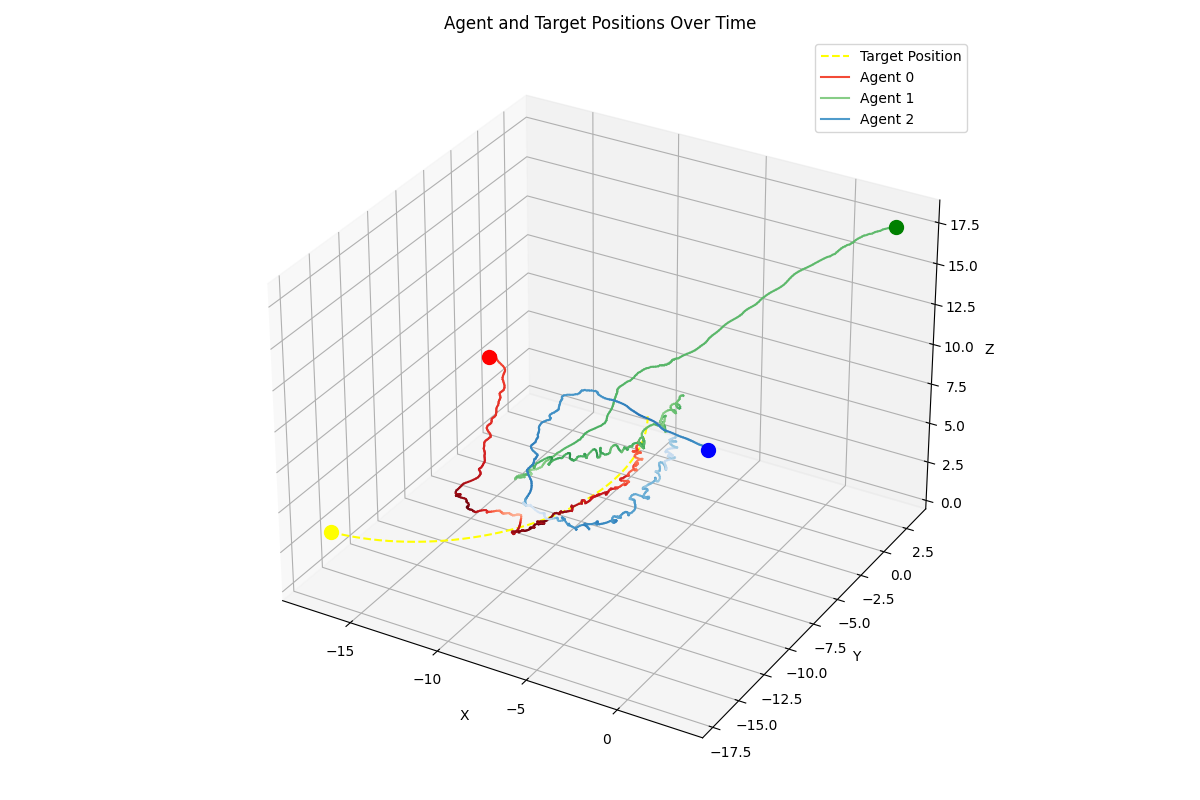 Agent and Target Positions Over Time
Target Position
Agent 0
Agent 1
Agent 2
17.5
15.0
12.5
10.0
Z
7.5
5.0
2.5
0.0
2.5
0.0
−2.5
−5.0
−7.5
Y
−10.0
−12.5
−15.0
−17.5
−15
−10
X
−5
0